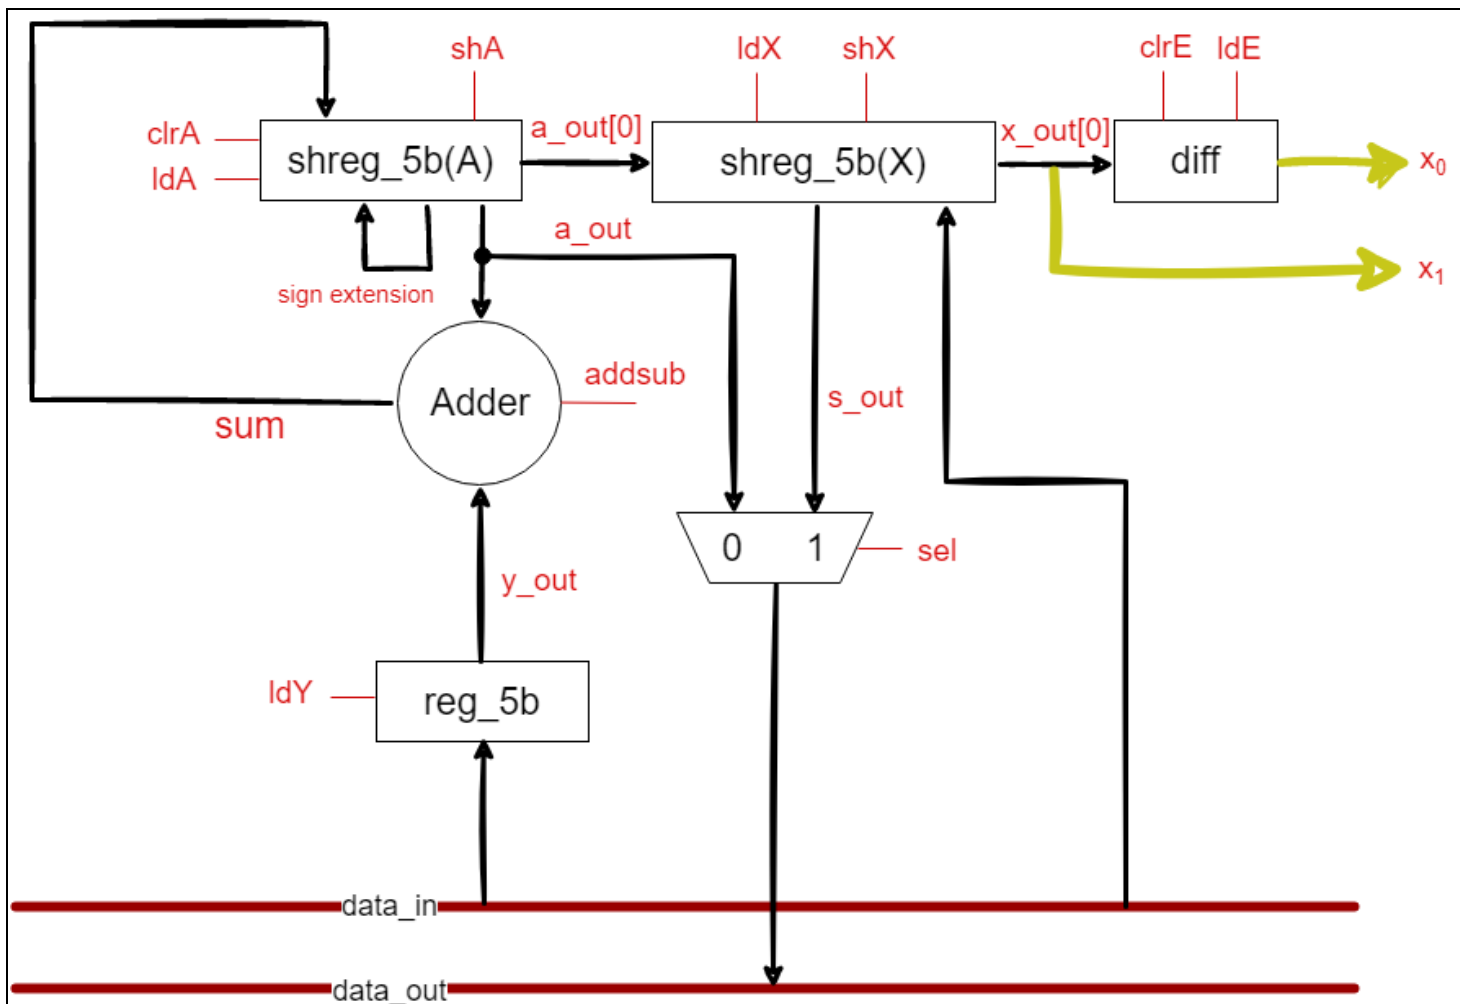 shA
ldX
shX
clrE
ldE
clrA
ldA
shreg_5b(A)
a_out[0]
shreg_5b(X)
x_out[0]
diff
x0
a_out
x1
sign extension
Adder
addsub
s_out
sum
0
1
sel
y_out
ldY
reg_5b
data_in
data_out